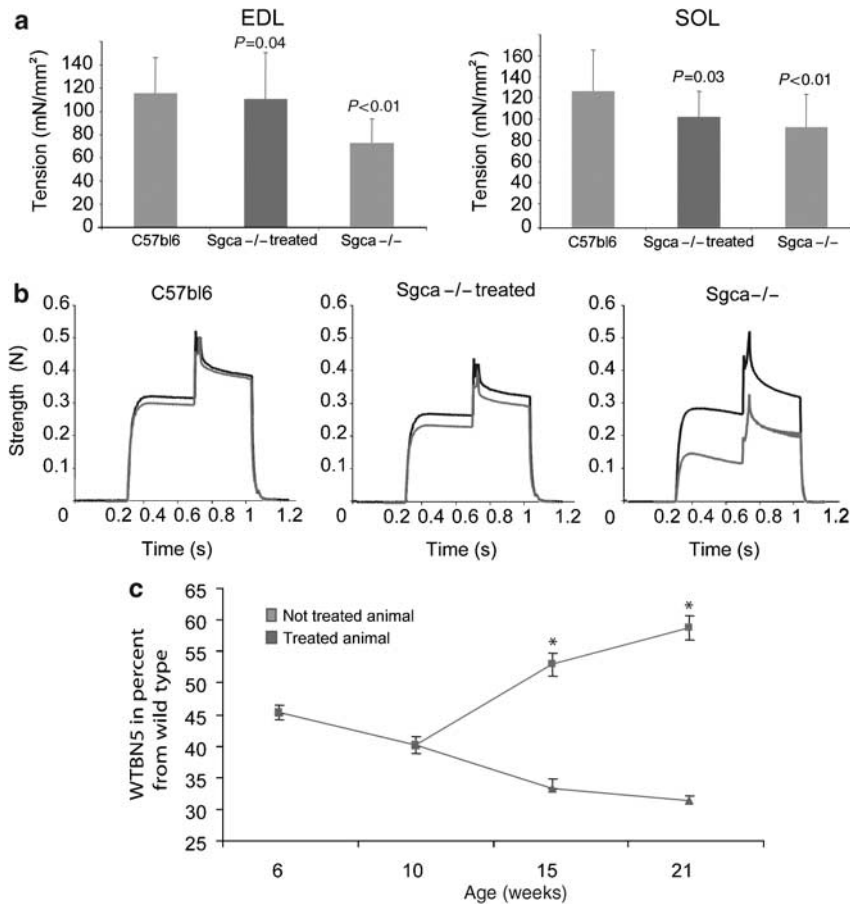 a
EDL
SOL
Tension (mN/mm²)
140
120
100
80
60
40
20
0
P=0.04
P<0.01
C57bl6
Sgca −/− treated
Sgca −/−
Tension (mN/mm²)
160
140
120
100
80
60
40
20
0
P=0.03
P<0.01
C57bl6
Sgca −/− treated
Sgca −/−
b
C57bl6
Sgca −/− treated
Sgca −/−
Strength (N)
0.6
0.5
0.4
0.3
0.2
0.1
0
0.2 0.4 0.6 0.8 1 1.2
Time (s)
0.6
0.5
0.4
0.3
0.2
0.1
0
0.2 0.4 0.6 0.8 1 1.2
Time (s)
0.6
0.5
0.4
0.3
0.2
0.1
0
0.2 0.4 0.6 0.8 1 1.2
Time (s)
c
WTBN5 in percent
from wild type
65
60
55
50
45
40
35
30
25
Not treated animal
Treated animal
*
*
6 10 15 21
Age (weeks)